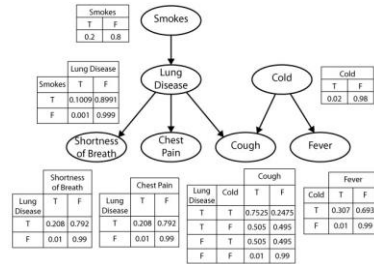 Smokes
T F
0.2 0.8
Smokes
Lung Disease
Smokes T F
T 0.1009 0.8991
F 0.001 0.999
Lung
Disease
Cold
Cold
T F
0.02 0.98
Shortness
of Breath
Chest
Pain
Cough
Fever
Shortness
of Breath
Lung
Disease T F
T 0.208 0.792
F 0.01 0.99
Chest Pain
Lung
Disease T F
T 0.208 0.792
F 0.01 0.99
Cough
Lung
Disease Cold T F
T T 0.7525 0.2475
T F 0.505 0.495
F T 0.505 0.495
F F 0.01 0.99
Fever
Cold T F
T 0.307 0.693
F 0.01 0.99